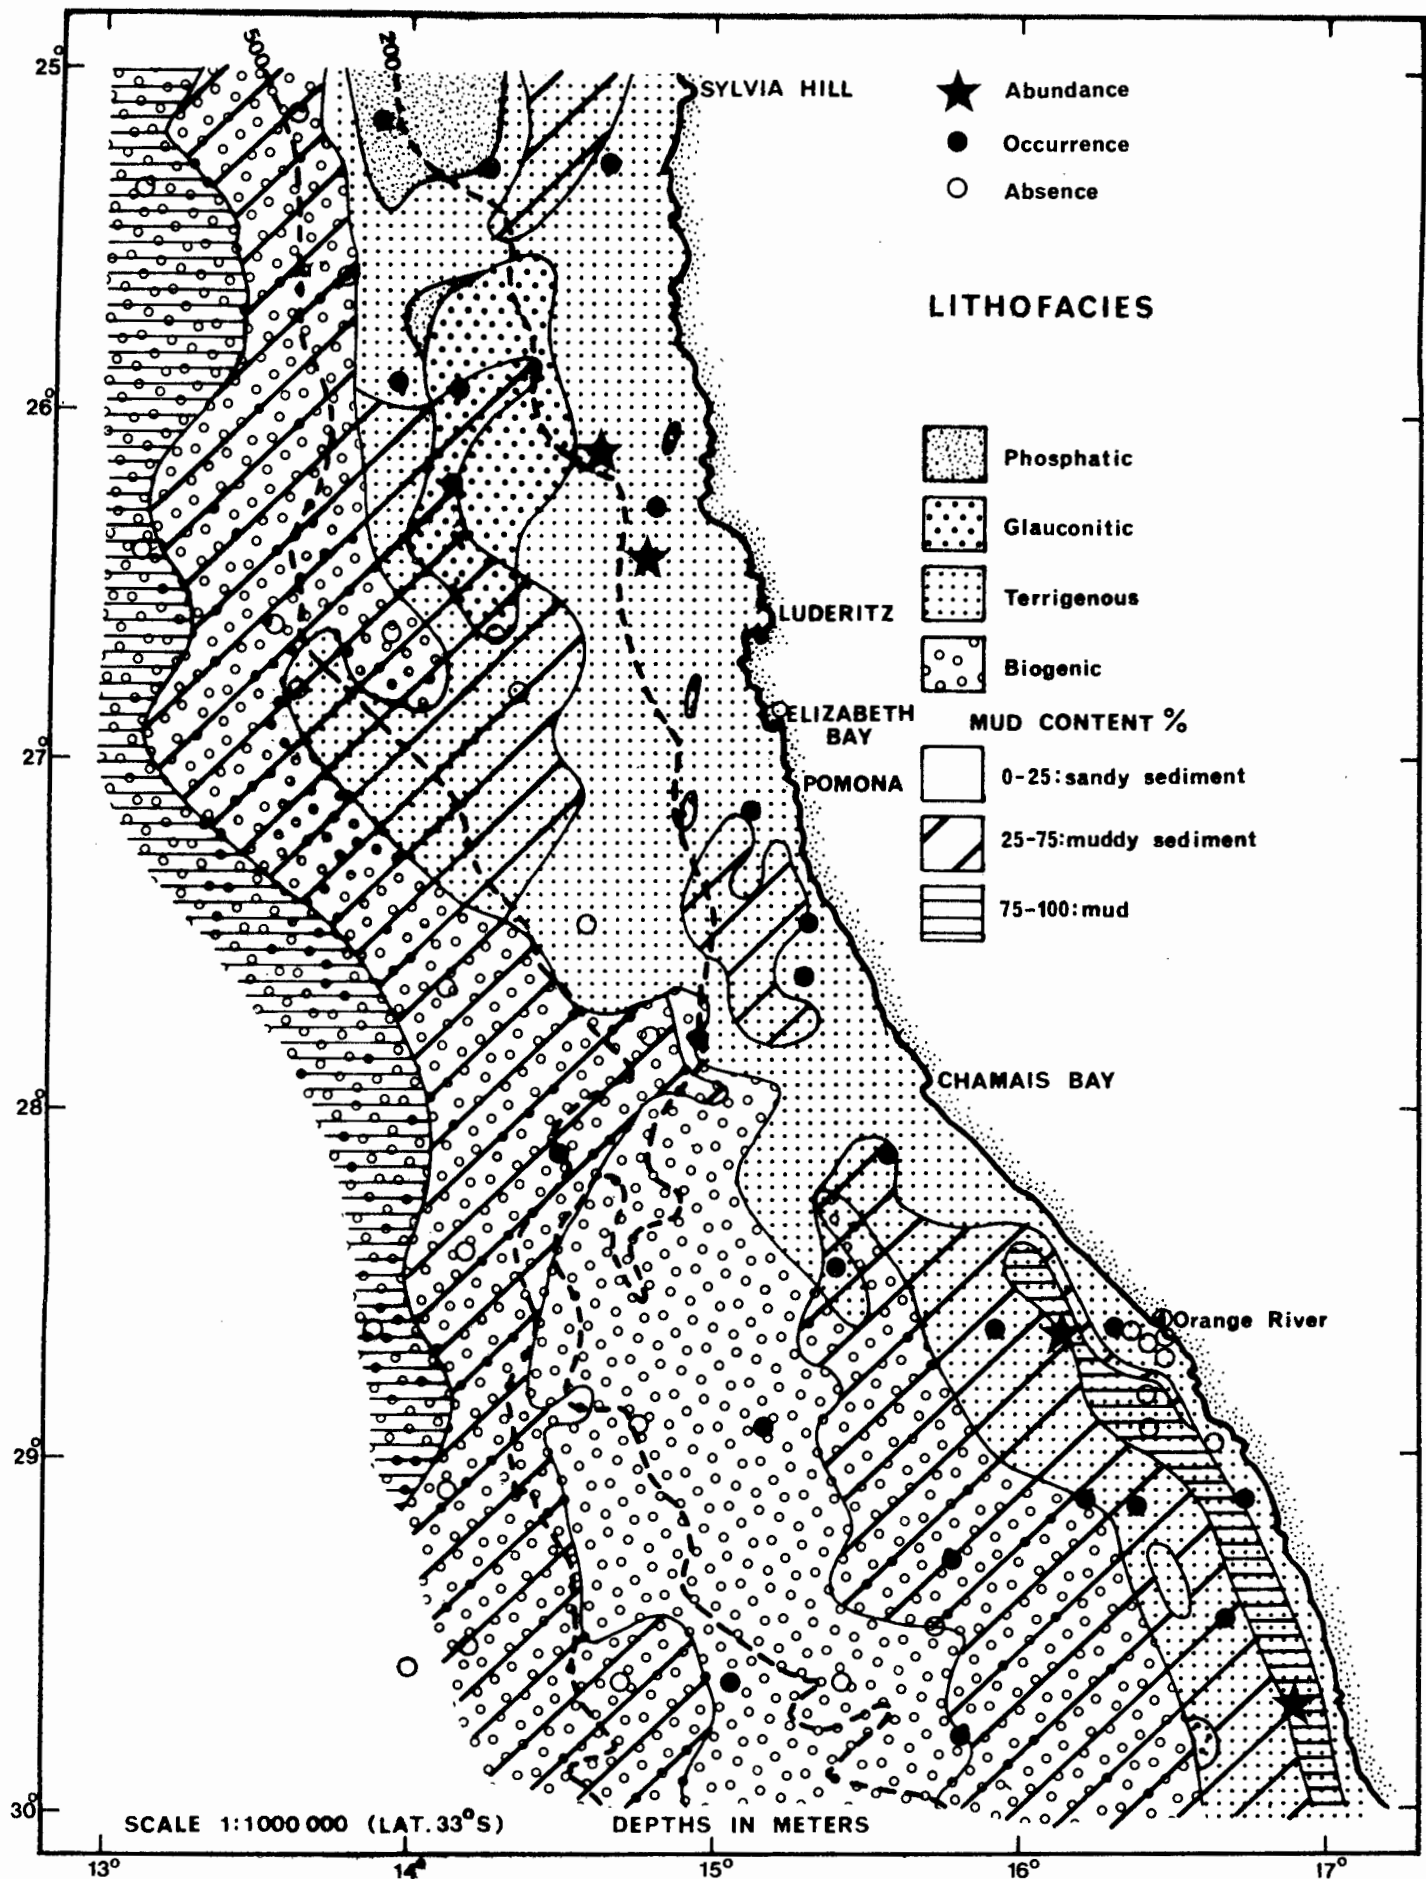 500
200
25°
SYLVIA HILL
Abundance
Occurrence
Absence
LITHOFACIES
26°
Phosphatic
Glauconitic
Terrigenous
LUDERITZ
Biogenic
ELIZABETH
BAY
MUD CONTENT %
27°
POMONA
0-25:sandy sediment
25-75:muddy sediment
75-100:mud
28°
CHAMAIS BAY
Orange River
29°
30°
SCALE 1:1000 000 (LAT. 33°S)
DEPTHS IN METERS
13°
14°
15°
16°
17°